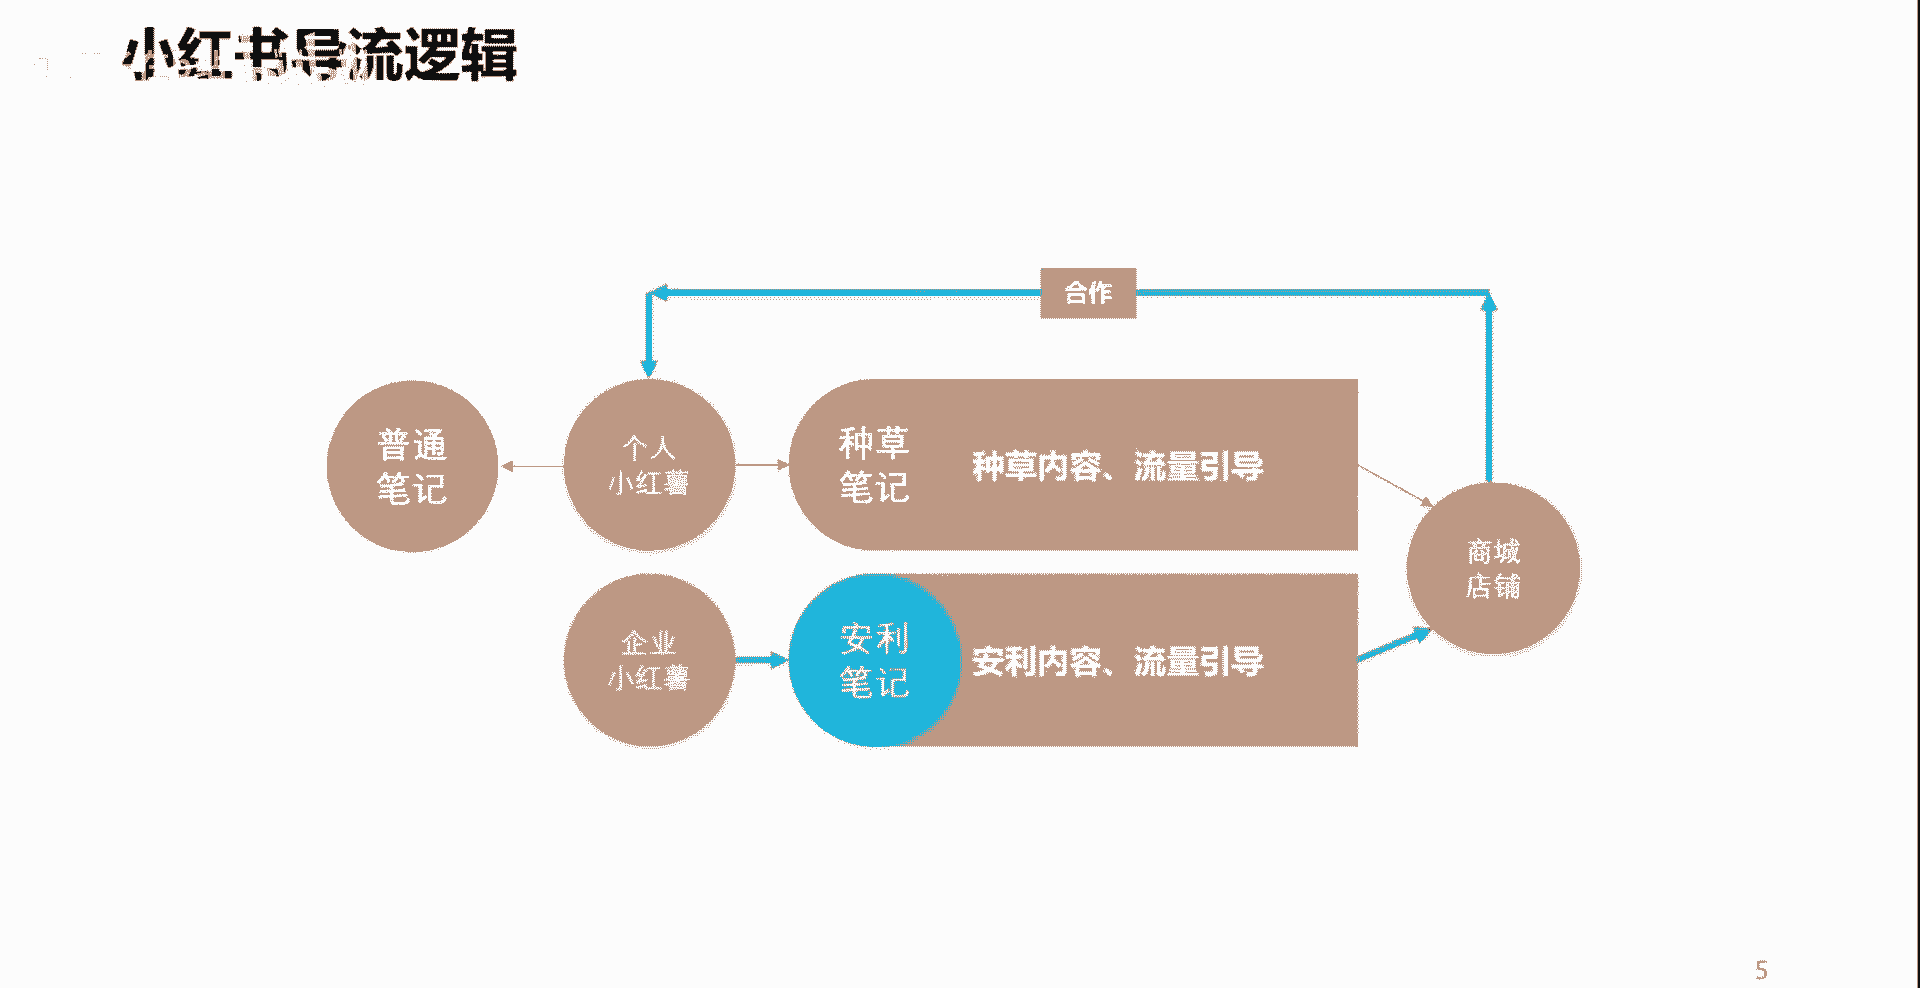 小红书导流逻辑
合作
普通
笔记
个人
小红薯
种草
笔记
种草内容、流量引导
商城
店铺
企业
小红薯
安利
笔记
安利内容、流量引导
5